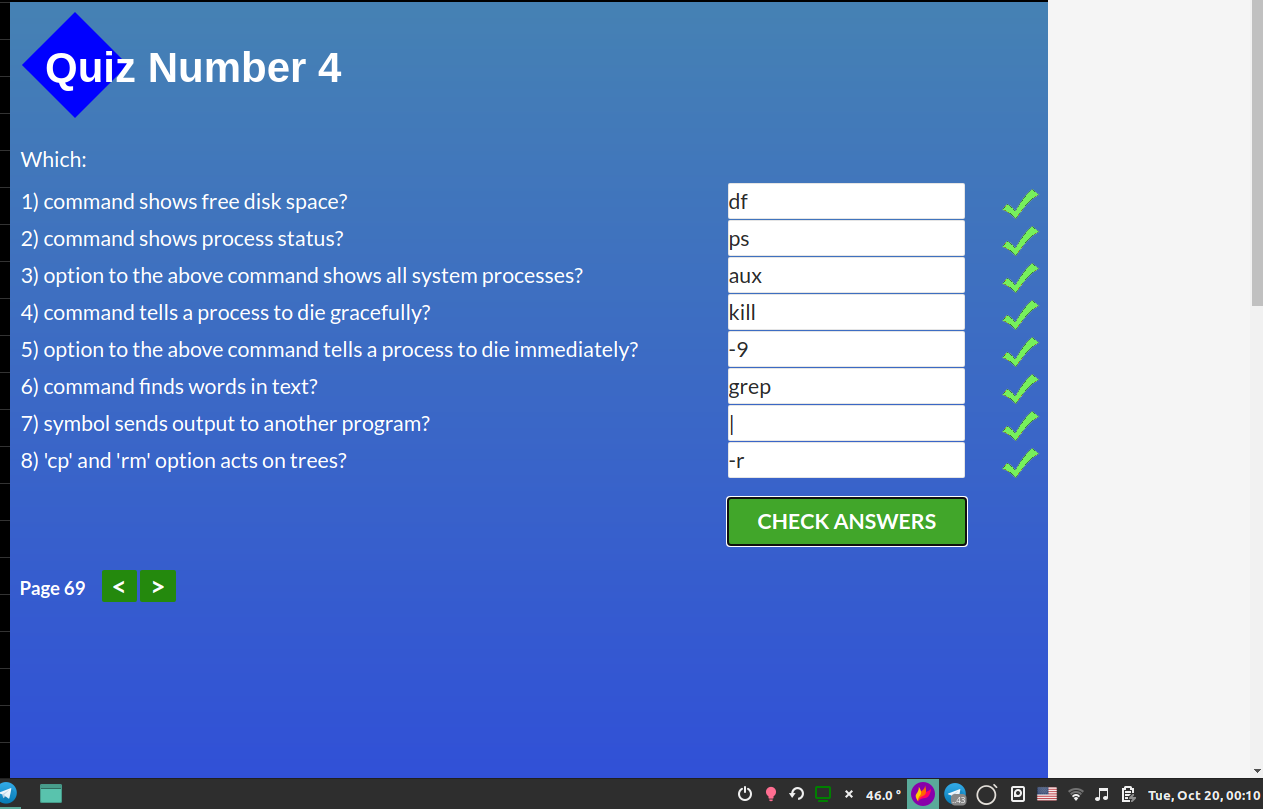 Quiz Number 4
Which:
1) command shows free disk space? df
2) command shows process status? ps
3) option to the above command shows all system processes? aux
4) command tells a process to die gracefully? kill
5) option to the above command tells a process to die immediately? -9
6) command finds words in text? grep
7) symbol sends output to another program? |
8) 'cp' and 'rm' option acts on trees? -r
CHECK ANSWERS
Page 69 < >
46.0 ° 43 Tue, Oct 20, 00:10